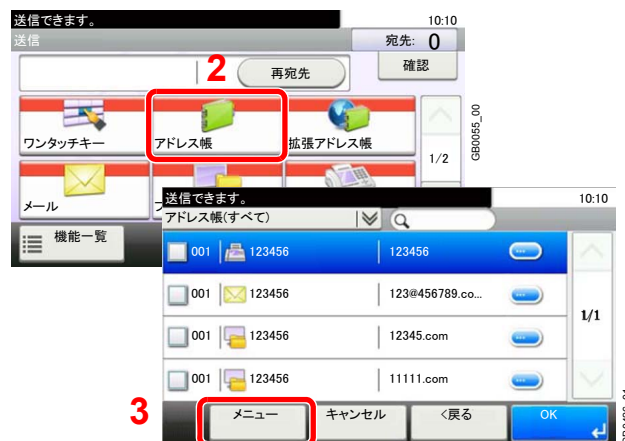 送信できます。 10:10
送信 宛先: 0
2 再宛先 確認
ワンタッチキー アドレス帳 拡張アドレス帳
1/2
GB0055_00
メール
機能一覧
送信できます。 10:10
アドレス帳(すべて)
001 123456 123456
001 123456 123@456789.co...
001 123456 12345.com
001 123456 11111.com
1/1
3 メニュー キャンセル <戻る OK